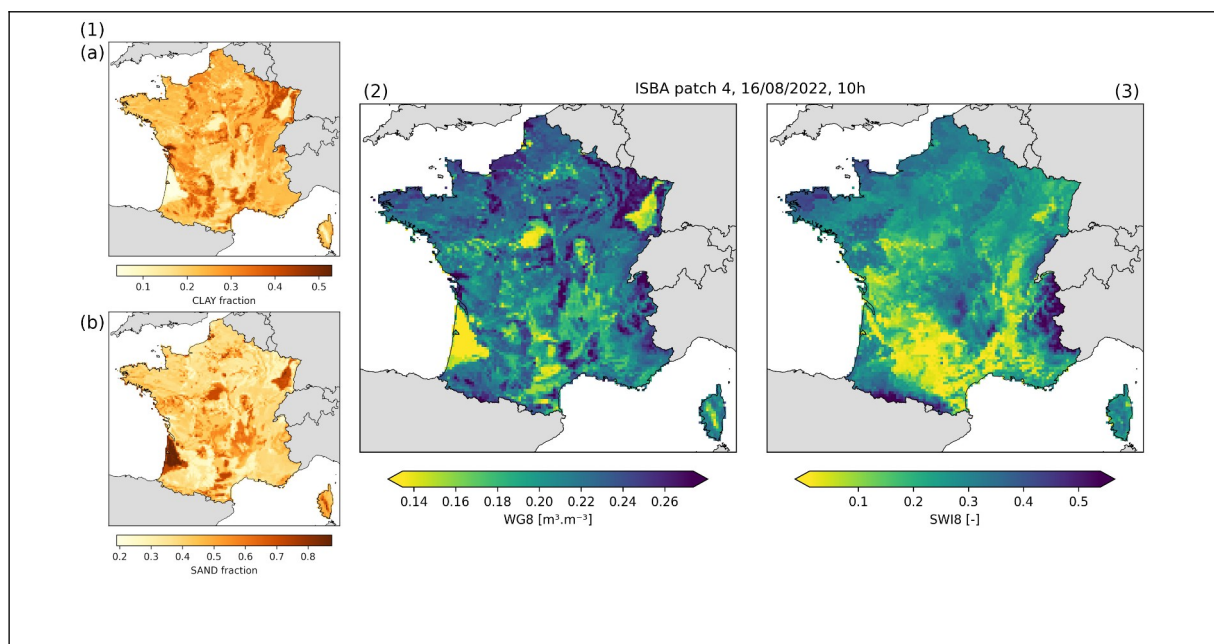 (1)
(a)
0.1 0.2 0.3 0.4 0.5
CLAY fraction
(b)
0.2 0.3 0.4 0.5 0.6 0.7 0.8
SAND fraction
ISBA patch 4, 16/08/2022, 10h
(2)
0.14 0.16 0.18 0.20 0.22 0.24 0.26
WG8 [m³.m⁻³]
(3)
0.1 0.2 0.3 0.4 0.5
SWI8 [-]